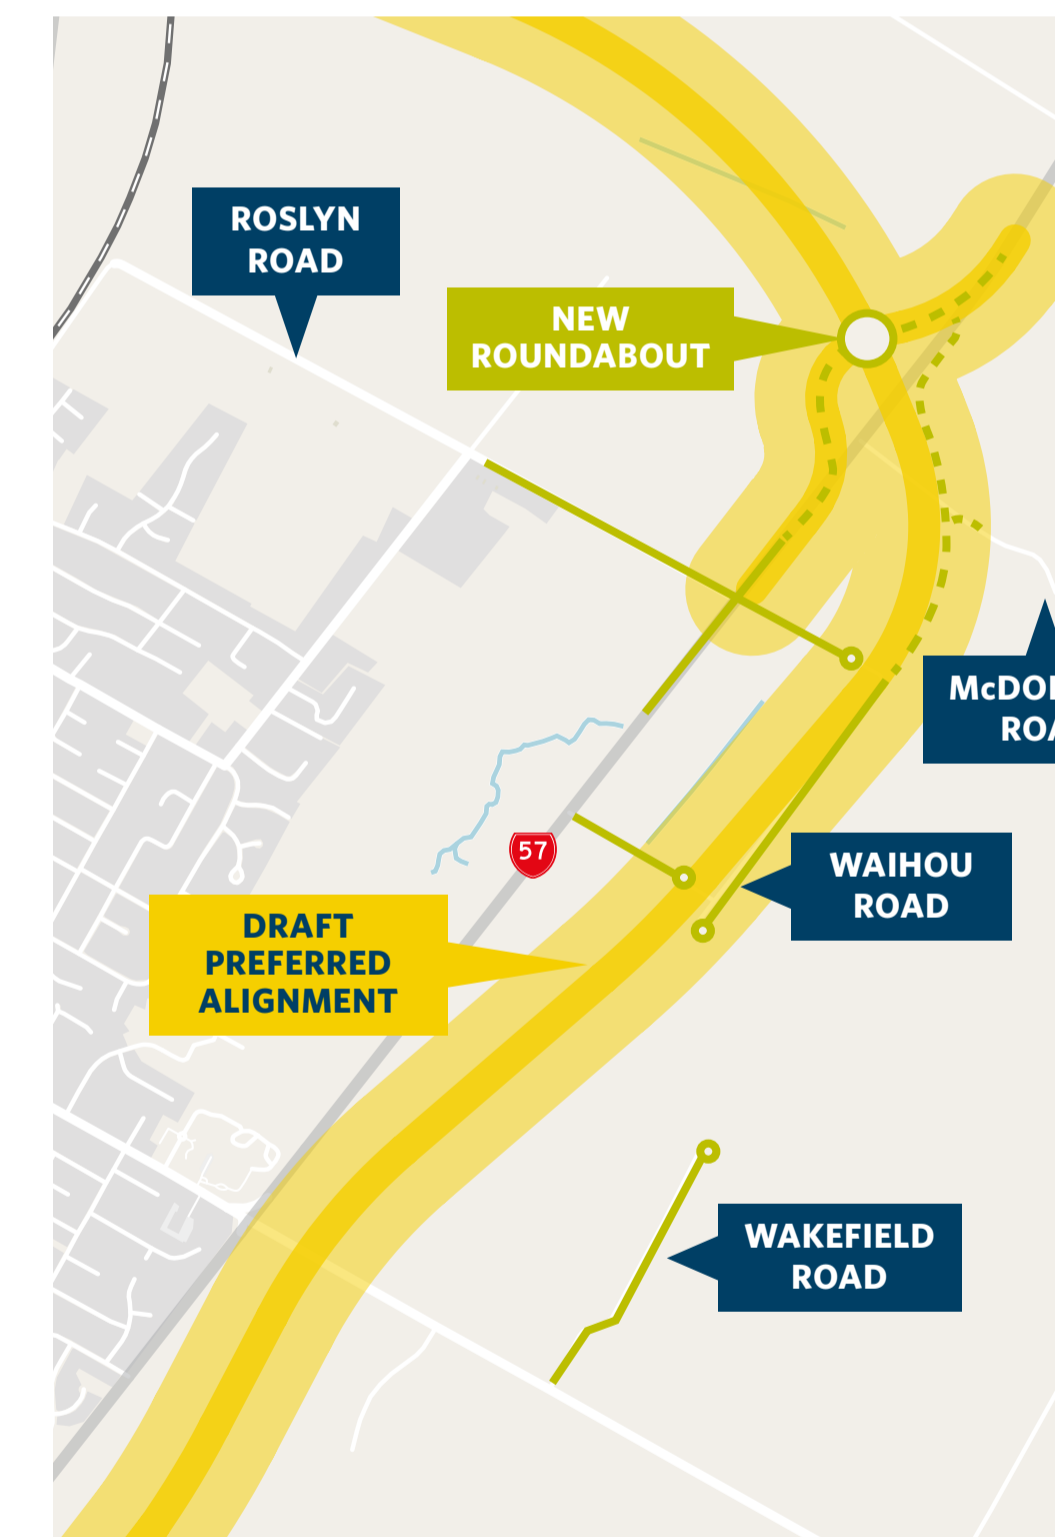 ROSLYN
ROAD
NEW
ROUNDABOUT
57
WAIHOU
ROAD
DRAFT
PREFERRED
ALIGNMENT
WAKEFIELD
ROAD